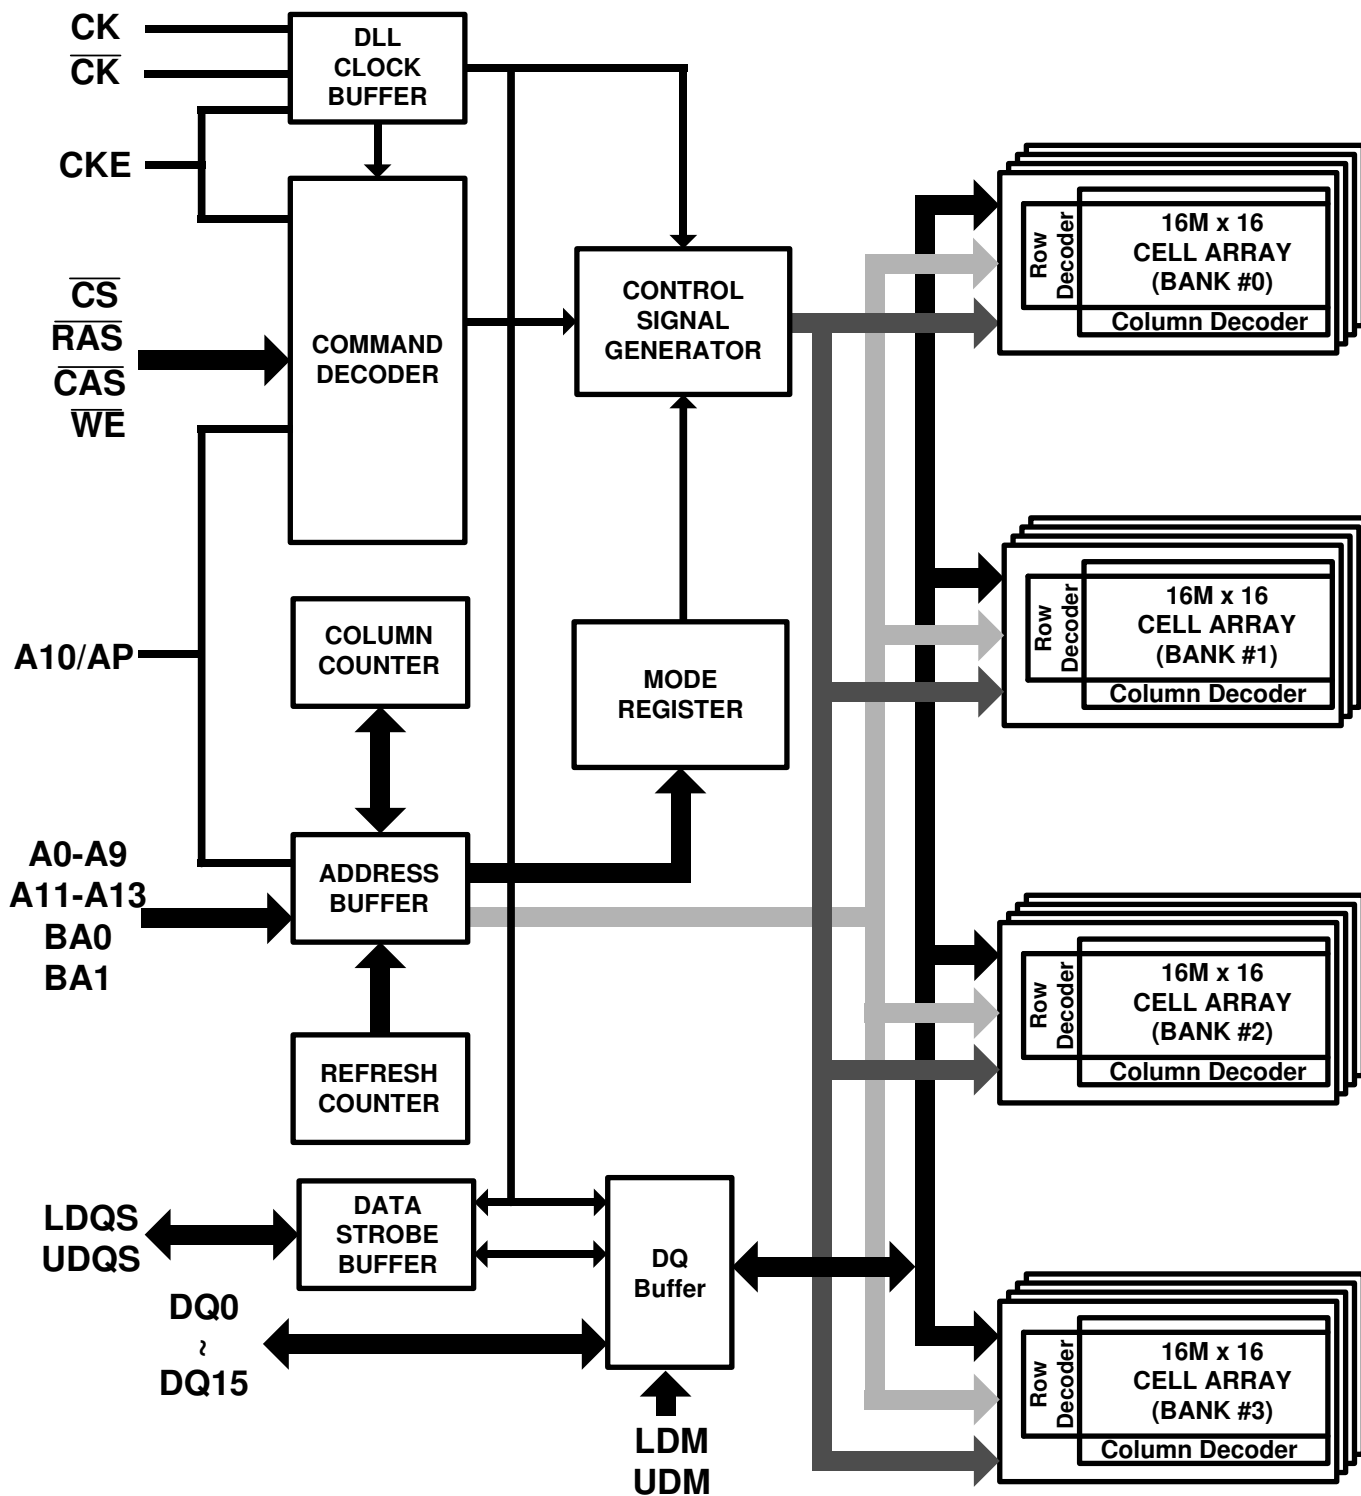 CK
CK
CKE
CS
RAS
CAS
WE
A10/AP
A0-A9
A11-A13
BA0
BA1
LDQS
UDQS
DQ0
~
DQ15
DLL
CLOCK
BUFFER
COMMAND
DECODER
COLUMN
COUNTER
ADDRESS
BUFFER
REFRESH
COUNTER
DATA
STROBE
BUFFER
CONTROL
SIGNAL
GENERATOR
MODE
REGISTER
DQ
Buffer
LDM
UDM
Row
Decoder
16M x 16
CELL ARRAY
(BANK #0)
Column Decoder
Row
Decoder
16M x 16
CELL ARRAY
(BANK #1)
Column Decoder
Row
Decoder
16M x 16
CELL ARRAY
(BANK #2)
Column Decoder
Row
Decoder
16M x 16
CELL ARRAY
(BANK #3)
Column Decoder